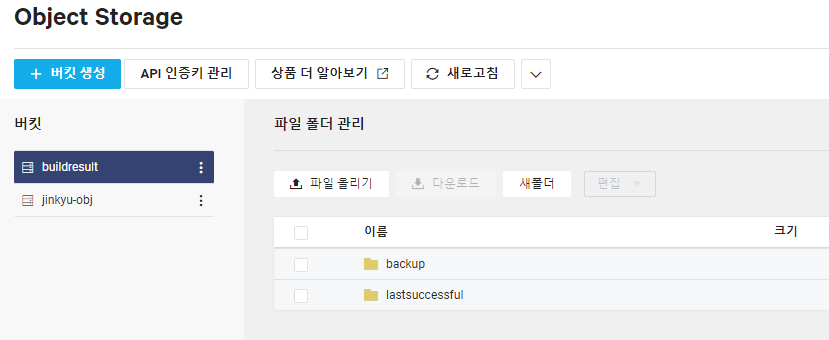 Object Storage
+ 버킷 생성 API 인증키 관리 상품 더 알아보기 새로고침
버킷
파일 폴더 관리
buildresult
jinkyu-obj
파일 올리기 다운로드 새폴더 편집
이름 크기
backup
lastsuccessful